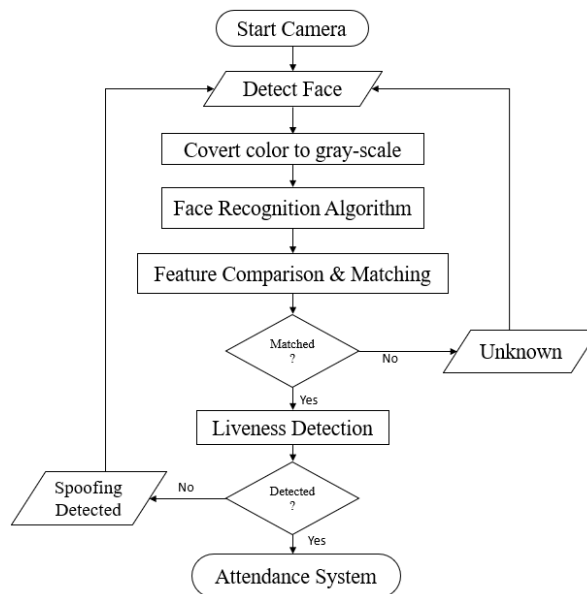 Start Camera
Detect Face
Covert color to gray-scale
Face Recognition Algorithm
Feature Comparison & Matching
Matched
?
No
Unknown
Yes
Liveness Detection
Spoofing
Detected
No
Detected
?
Yes
Attendance System